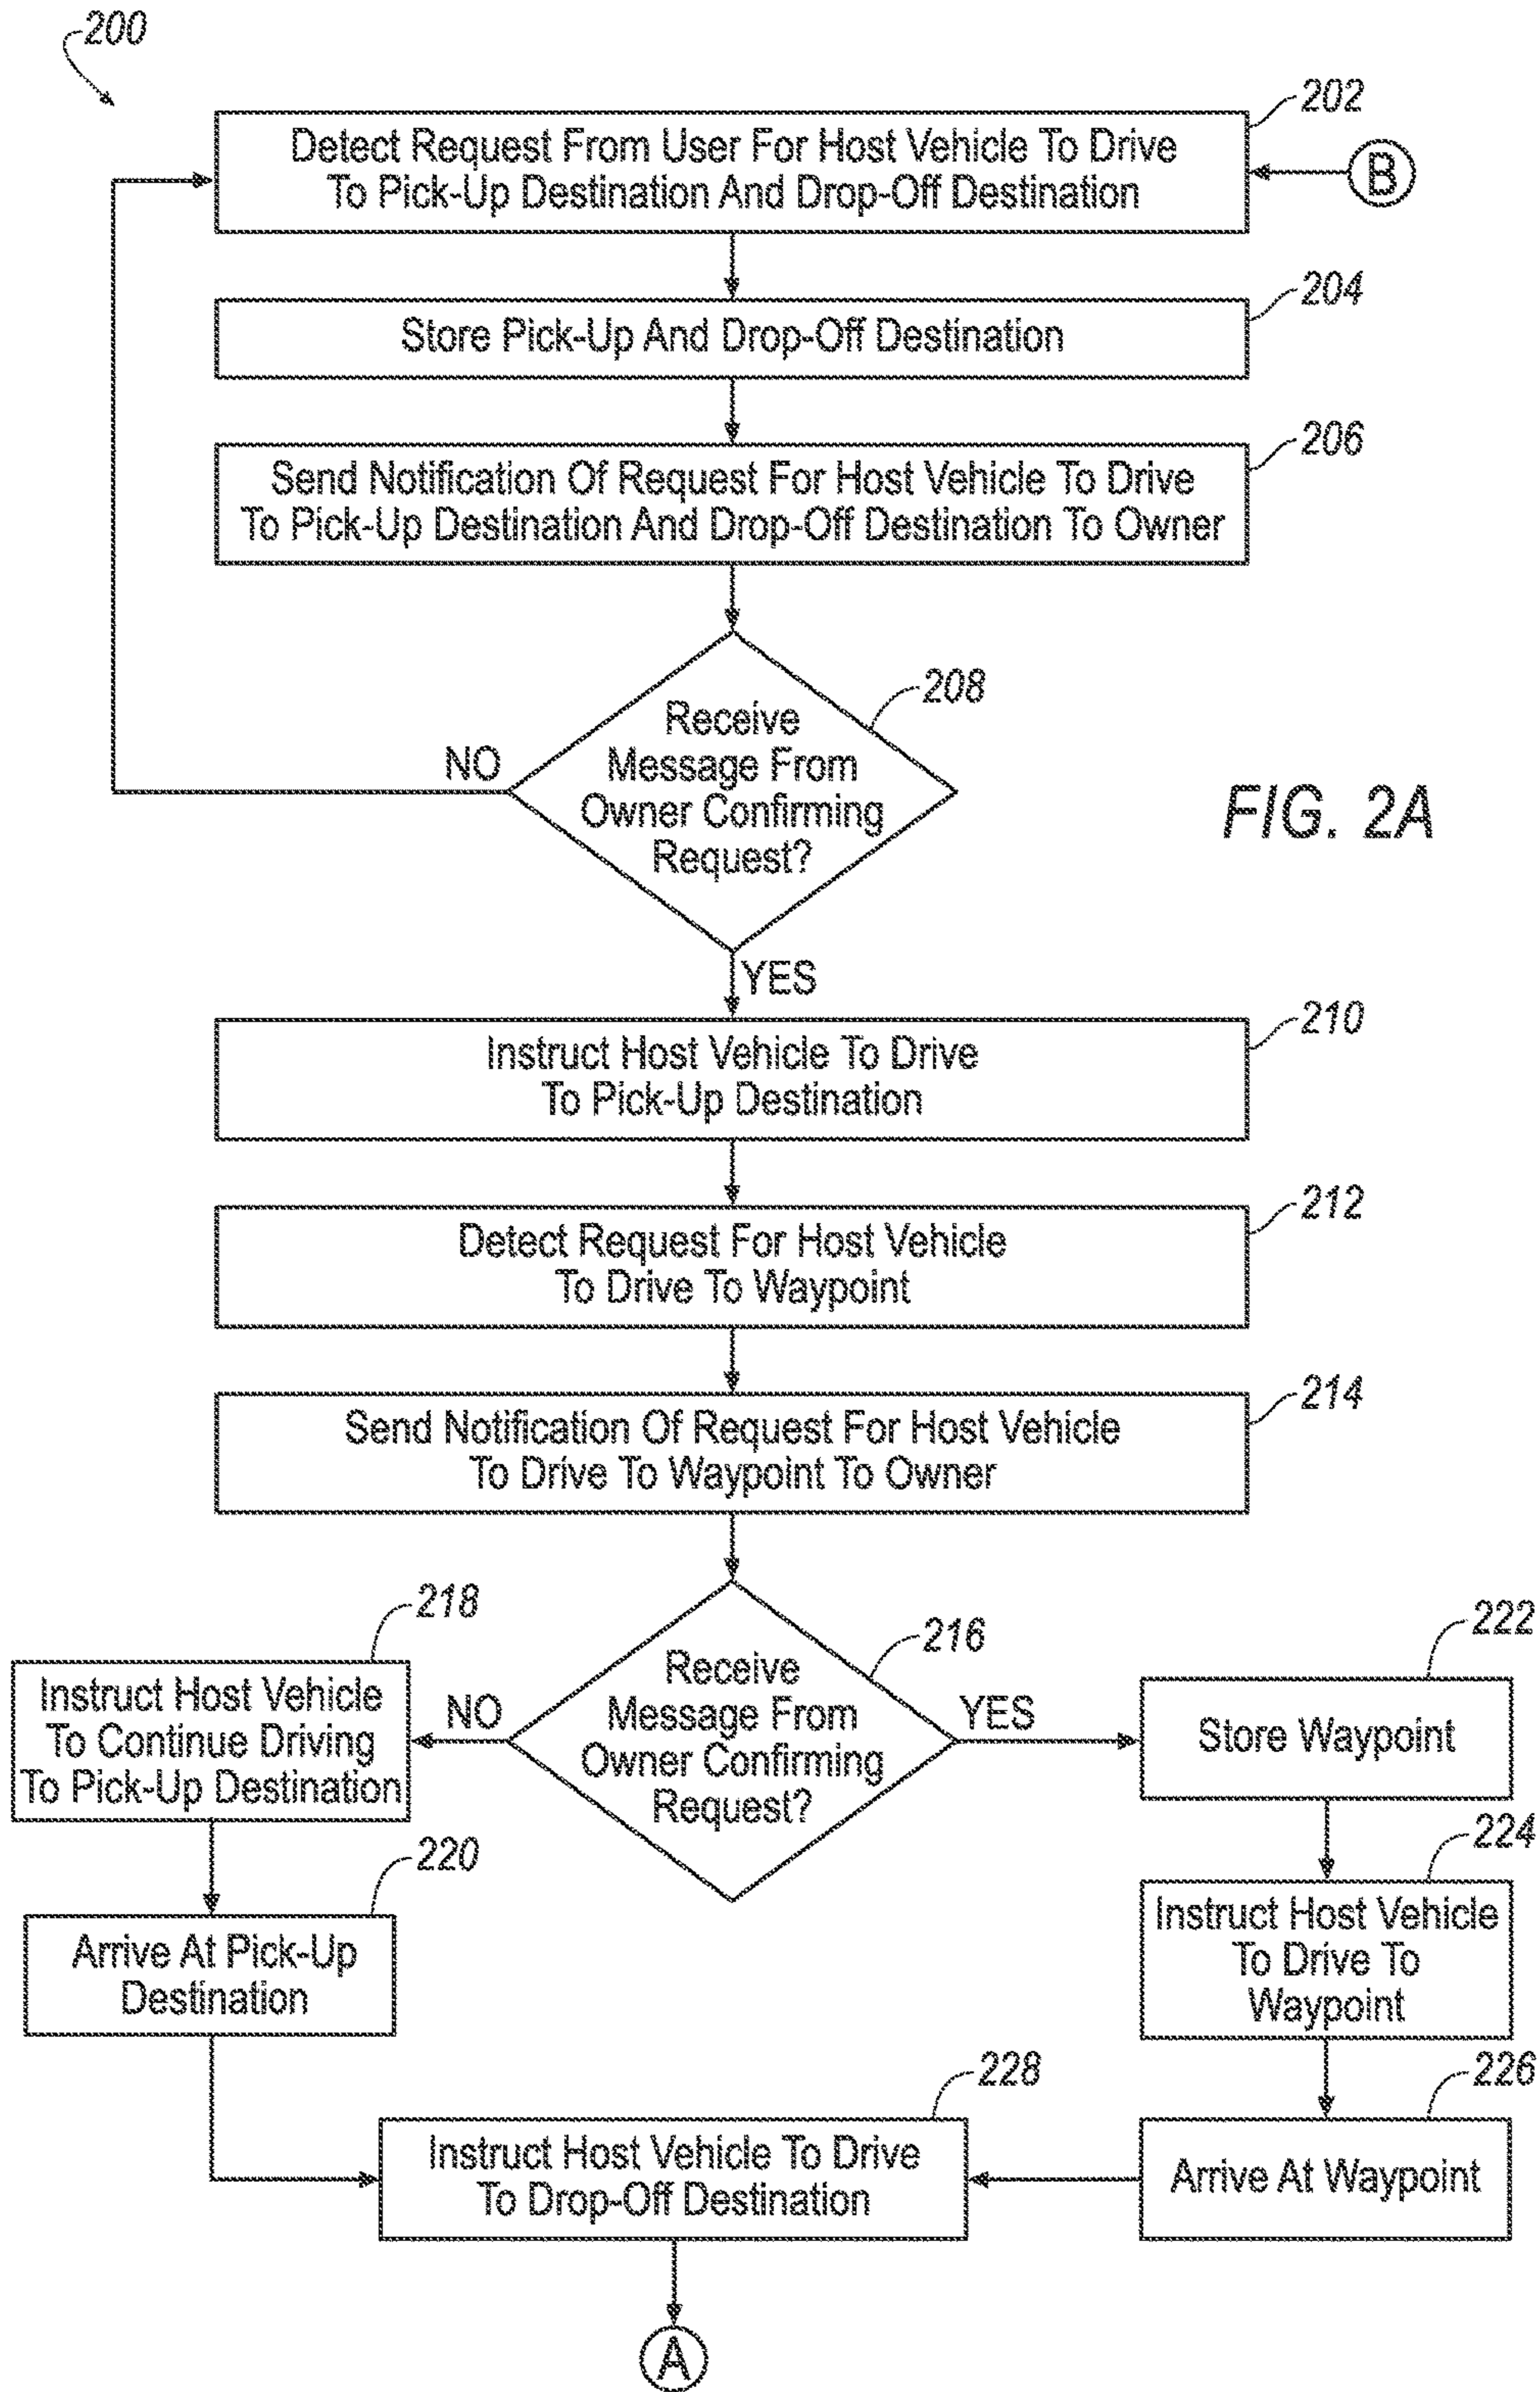 200
202
Detect Request From User For Host Vehicle To Drive
To Pick-Up Destination And Drop-Off Destination
B
204
Store Pick-Up And Drop-Off Destination
206
Send Notification Of Request For Host Vehicle To Drive
To Pick-Up Destination And Drop-Off Destination To Owner
208
Receive
Message From
Owner Confirming
Request?
NO
FIG. 2A
YES
210
Instruct Host Vehicle To Drive
To Pick-Up Destination
212
Detect Request For Host Vehicle
To Drive To Waypoint
214
Send Notification Of Request For Host Vehicle
To Drive To Waypoint To Owner
216
Receive
Message From
Owner Confirming
Request?
NO
YES
218
Instruct Host Vehicle
To Continue Driving
To Pick-Up Destination
220
Arrive At Pick-Up
Destination
222
Store Waypoint
224
Instruct Host Vehicle
To Drive To
Waypoint
226
Arrive At Waypoint
228
Instruct Host Vehicle To Drive
To Drop-Off Destination
A